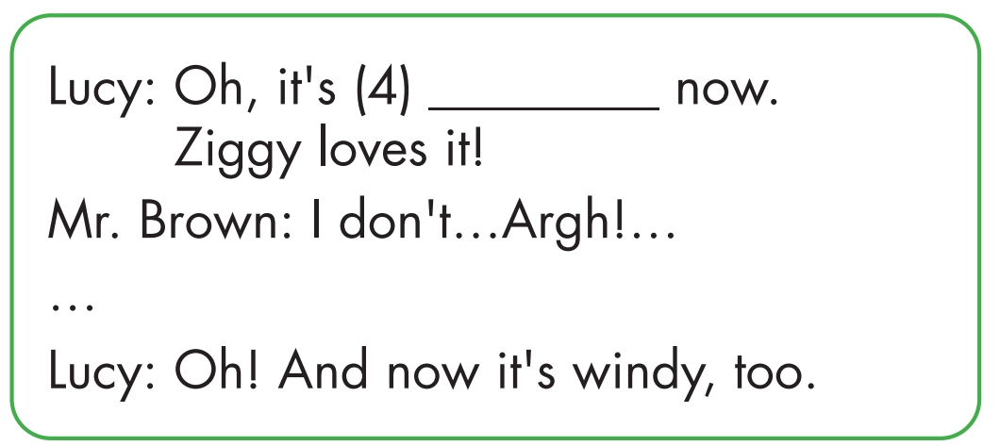 Lucy: Oh, it's (4) __________ now.
Ziggy loves it!
Mr. Brown: I don't...Argh!...
...
Lucy: Oh! And now it's windy, too.